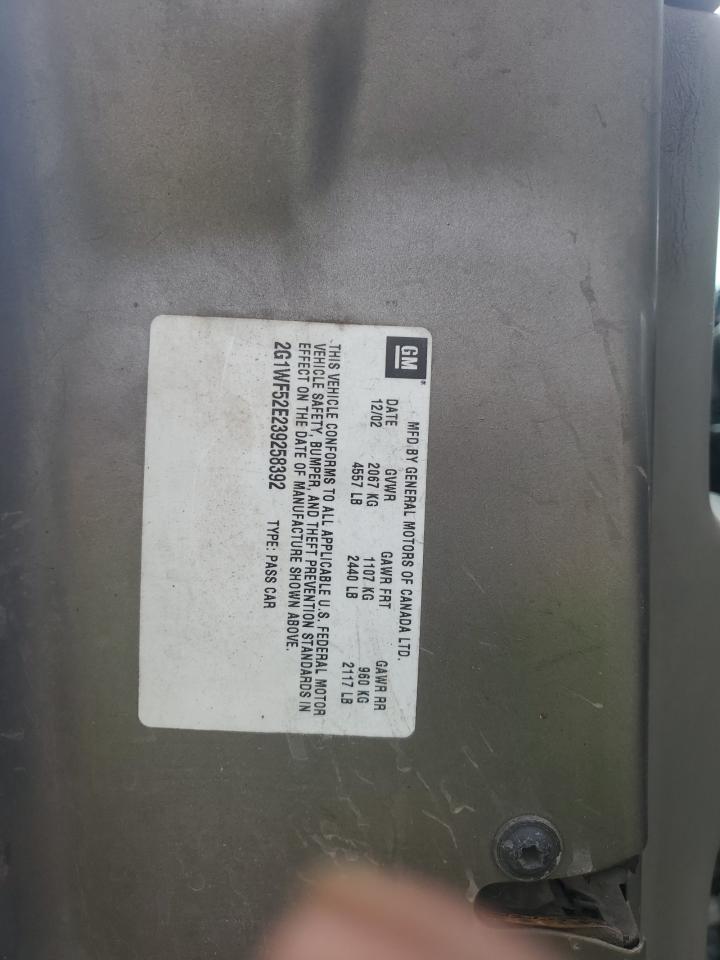 GM
MFD BY GENERAL MOTORS OF CANADA LTD.
DATE GVWR GAWR FRT GAWR RR
12/02 2067 KG 1107 KG 960 KG
4557 LB 2440 LB 2117 LB
THIS VEHICLE CONFORMS TO ALL APPLICABLE U.S. FEDERAL MOTOR
VEHICLE SAFETY, BUMPER, AND THEFT PREVENTION STANDARDS IN
EFFECT ON THE DATE OF MANUFACTURE SHOWN ABOVE.
2G1WF52E239258392 TYPE: PASS CAR